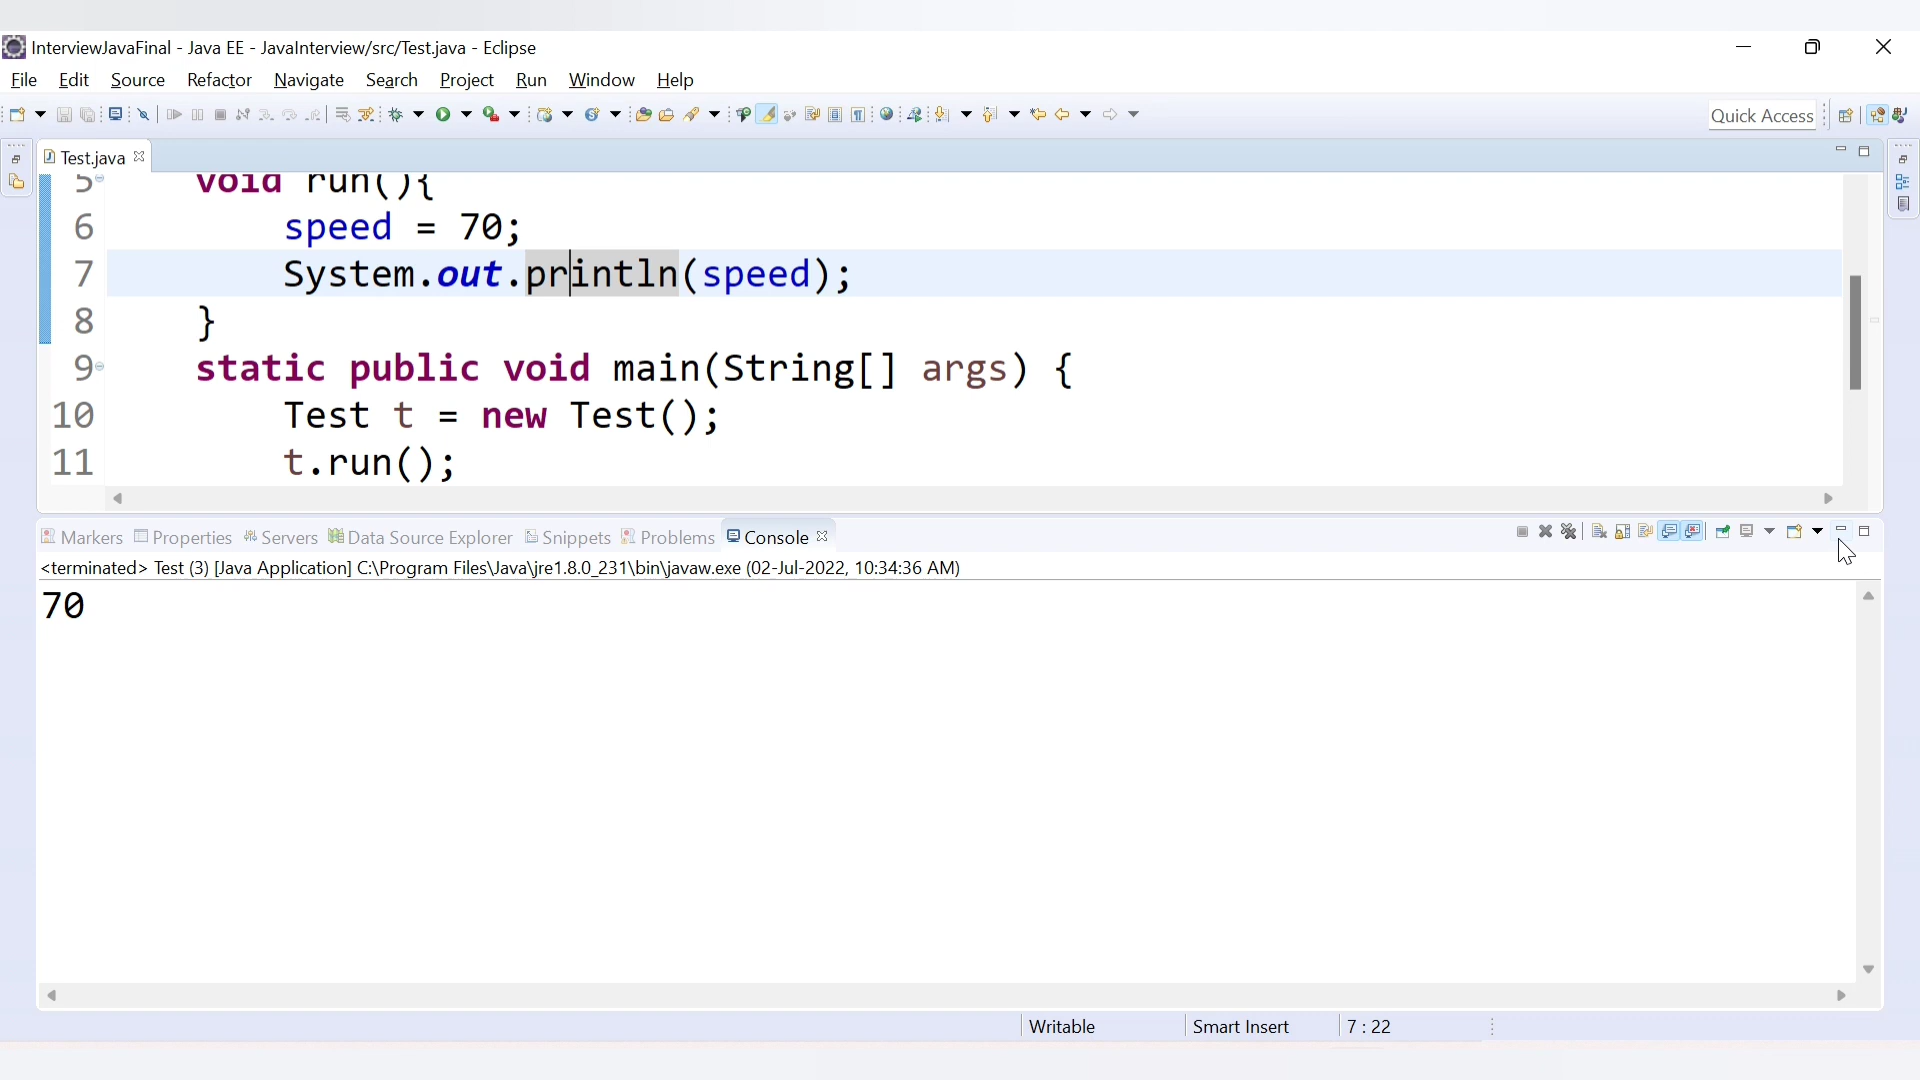 InterviewJavaFinal - Java EE - JavaInterview/src/Test.java - Eclipse
File Edit Source Refactor Navigate Search Project Run Window Help
Quick Access
Test.java
5 void run(){
6 speed = 70;
7 System.out.println(speed);
8 }
9 static public void main(String[] args) {
10 Test t = new Test();
11 t.run();
Markers Properties Servers Data Source Explorer Snippets Problems Console
<terminated> Test (3) [Java Application] C:\Program Files\Java\jre1.8.0_231\bin\javaw.exe (02-Jul-2022, 10:34:36 AM)
70
Writable Smart Insert 7 : 22